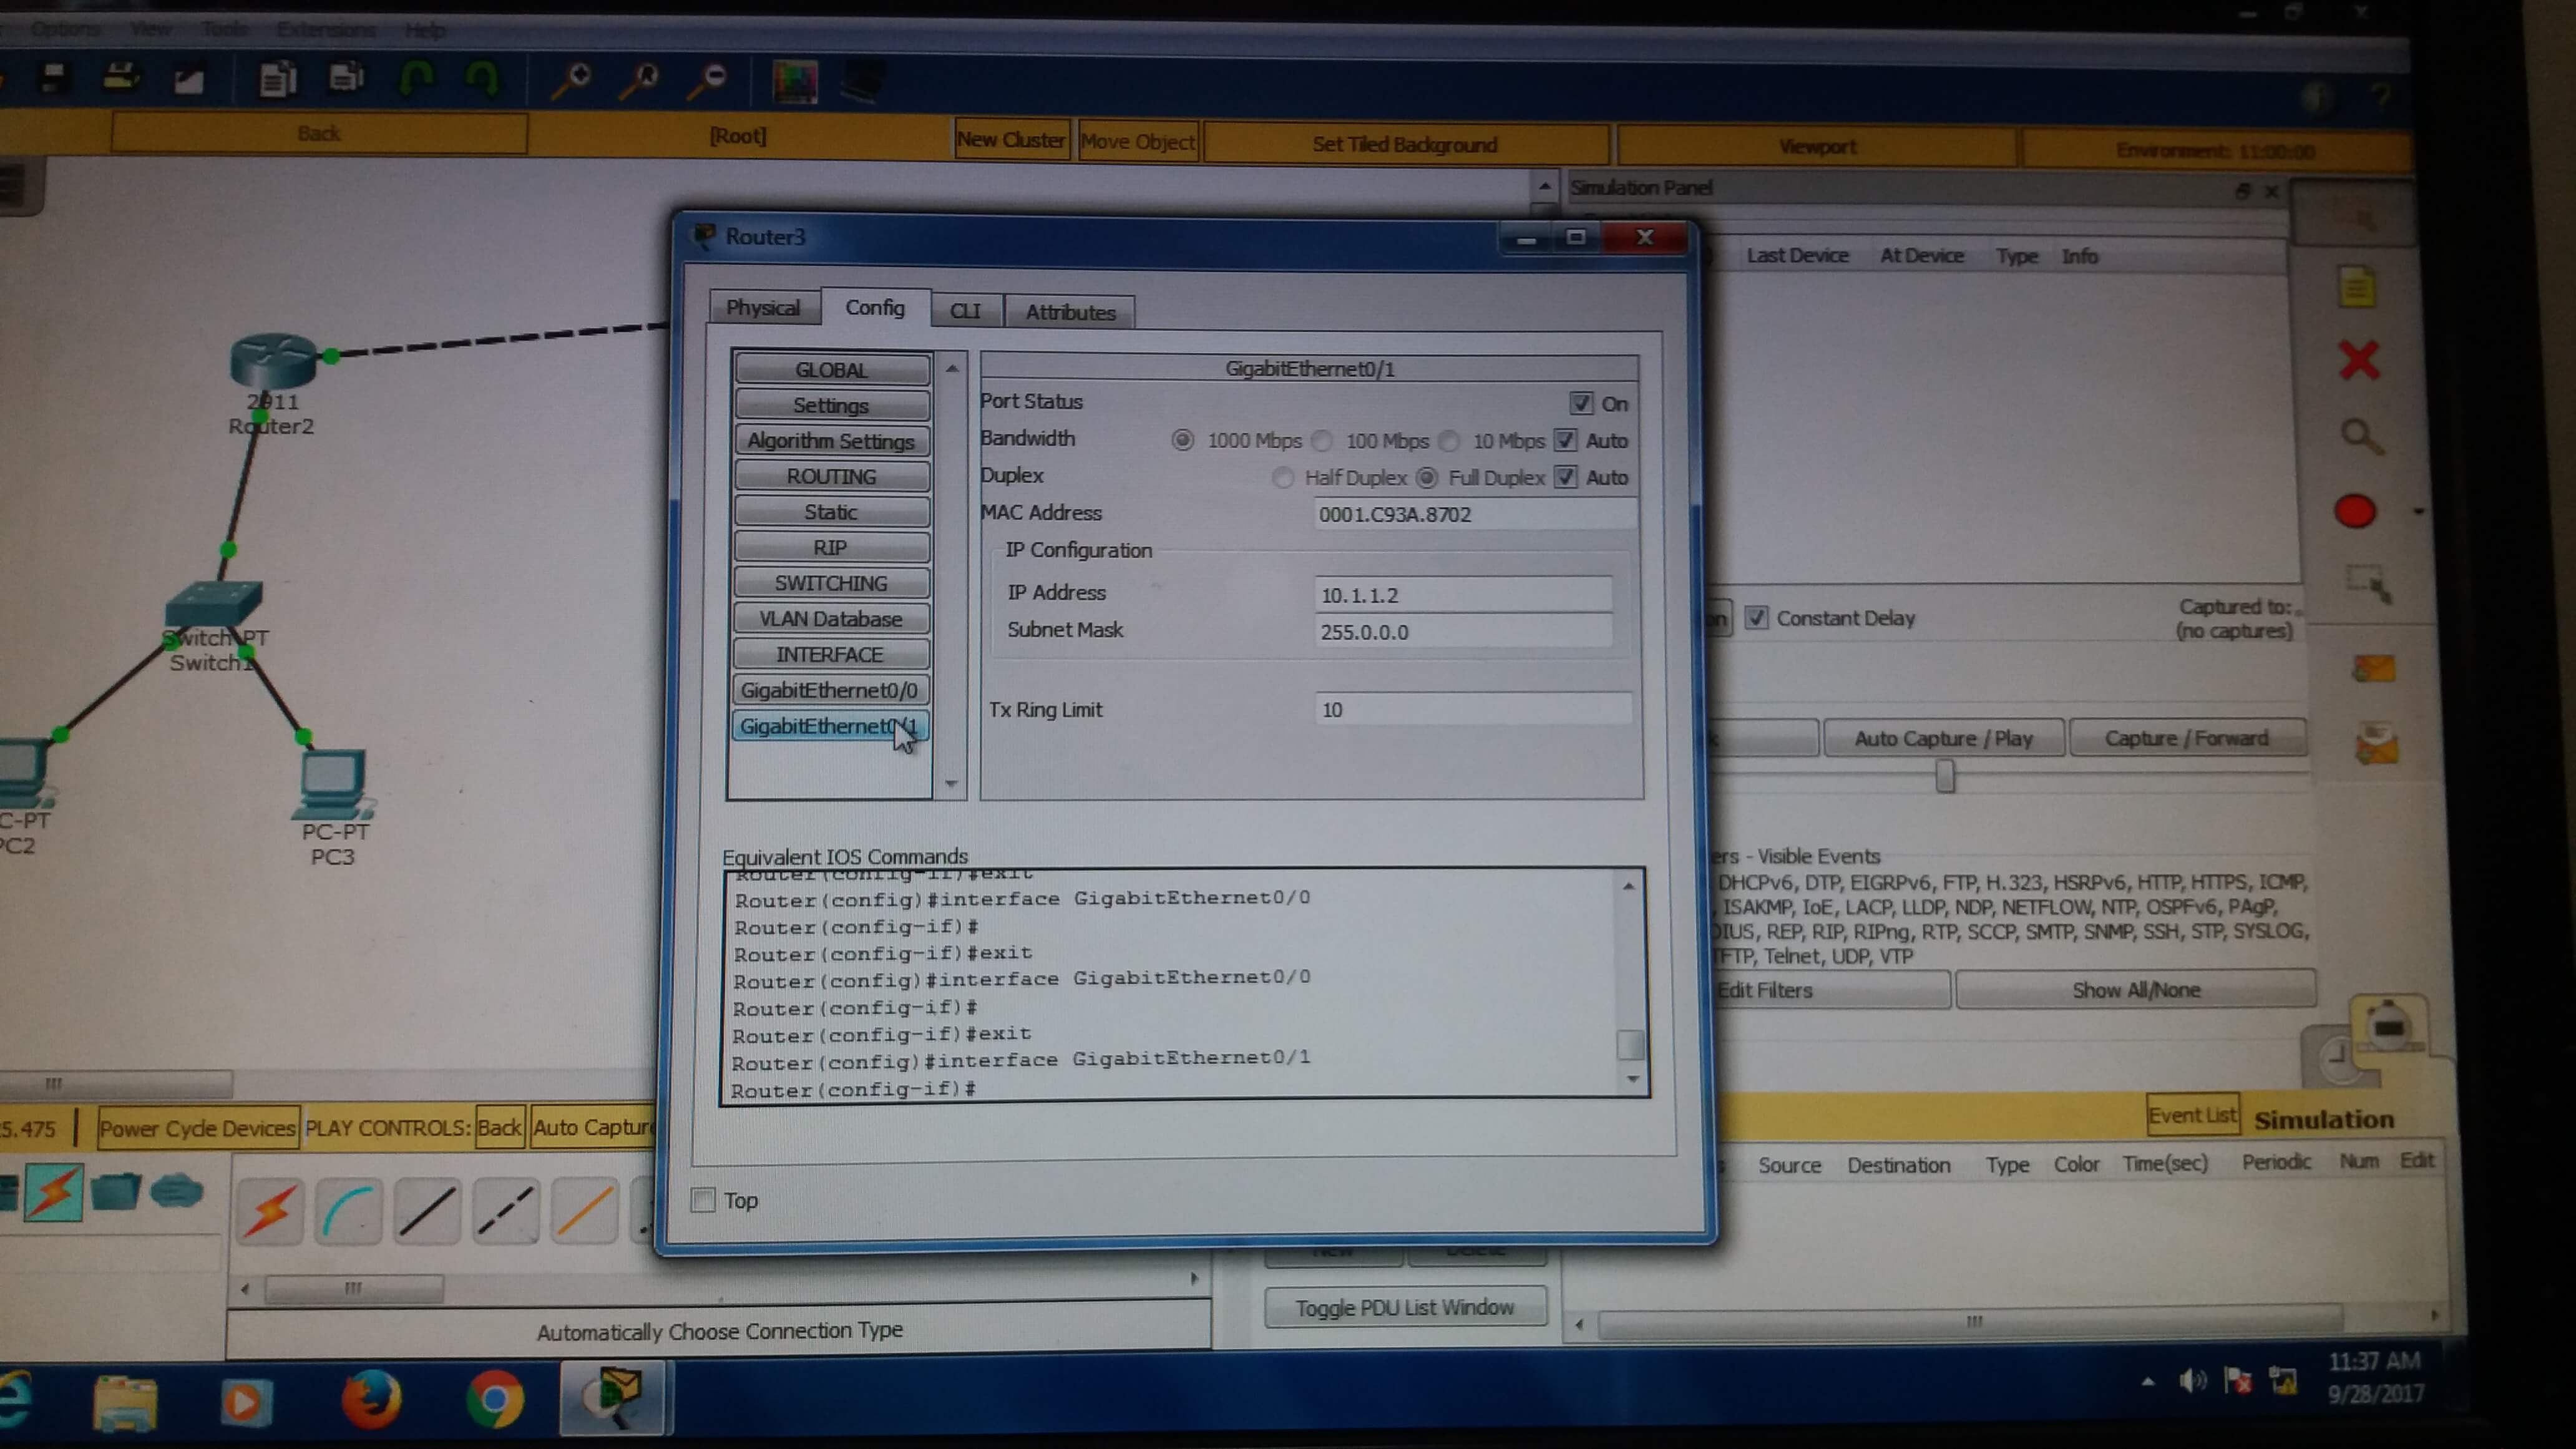 Options View Tools Extensions Help
Back [Root] New Cluster Move Object Set Tiled Background Viewport Environment: 11:00:00
Simulation Panel
Last Device At Device Type Info
Router3
Physical Config CLI Attributes
GLOBAL
Settings
Algorithm Settings
ROUTING
Static
RIP
SWITCHING
VLAN Database
INTERFACE
GigabitEthernet0/0
GigabitEthernet0/1
GigabitEthernet0/1
Port Status On
Bandwidth 1000 Mbps 100 Mbps 10 Mbps Auto
Duplex Half Duplex Full Duplex Auto
MAC Address 0001.C93A.8702
IP Configuration
IP Address 10.1.1.2
Subnet Mask 255.0.0.0
Tx Ring Limit 10
Equivalent IOS Commands
Router(config-if)#exit
Router(config)#interface GigabitEthernet0/0
Router(config-if)#
Router(config-if)#exit
Router(config)#interface GigabitEthernet0/0
Router(config-if)#
Router(config-if)#exit
Router(config)#interface GigabitEthernet0/1
Router(config-if)#
Top
2911
Router2
Switch-PT
Switch1
C-PT
PC2
PC-PT
PC3
Constant Delay
Captured to:
(no captures)
Auto Capture / Play Capture / Forward
ers - Visible Events
DHCPv6, DTP, EIGRPv6, FTP, H.323, HSRPv6, HTTP, HTTPS, ICMP,
, ISAKMP, IoE, LACP, LLDP, NDP, NETFLOW, NTP, OSPFv6, PAgP,
DIUS, REP, RIP, RIPng, RTP, SCCP, SMTP, SNMP, SSH, STP, SYSLOG,
TFTP, Telnet, UDP, VTP
Edit Filters Show All/None
5.475 Power Cycle Devices PLAY CONTROLS: Back Auto Captur
Event List Simulation
Source Destination Type Color Time(sec) Periodic Num Edit
New Delete
Toggle PDU List Window
Automatically Choose Connection Type
11:37 AM
9/28/2017